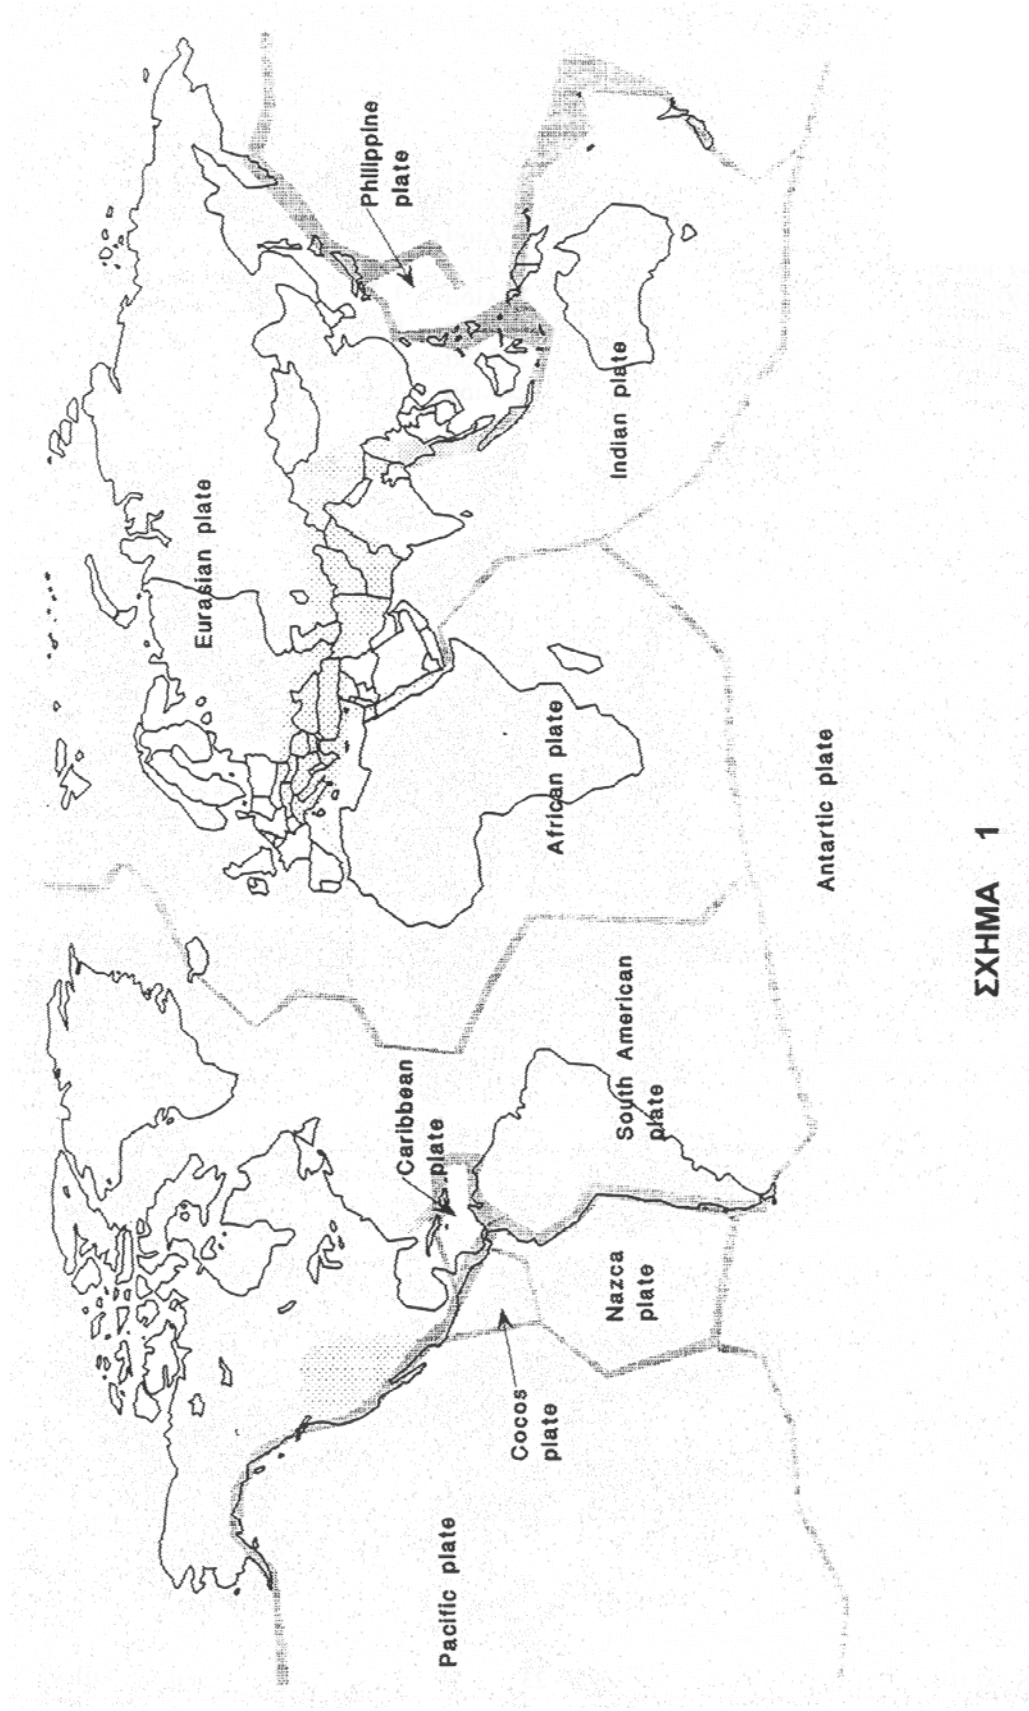 Eurasian plate
Philippine
plate
Caribbean
plate
Pacific plate
Cocos
plate
Nazca
plate
South American
plate
African plate
Indian plate
Antartic plate
ΣΧΗΜΑ 1